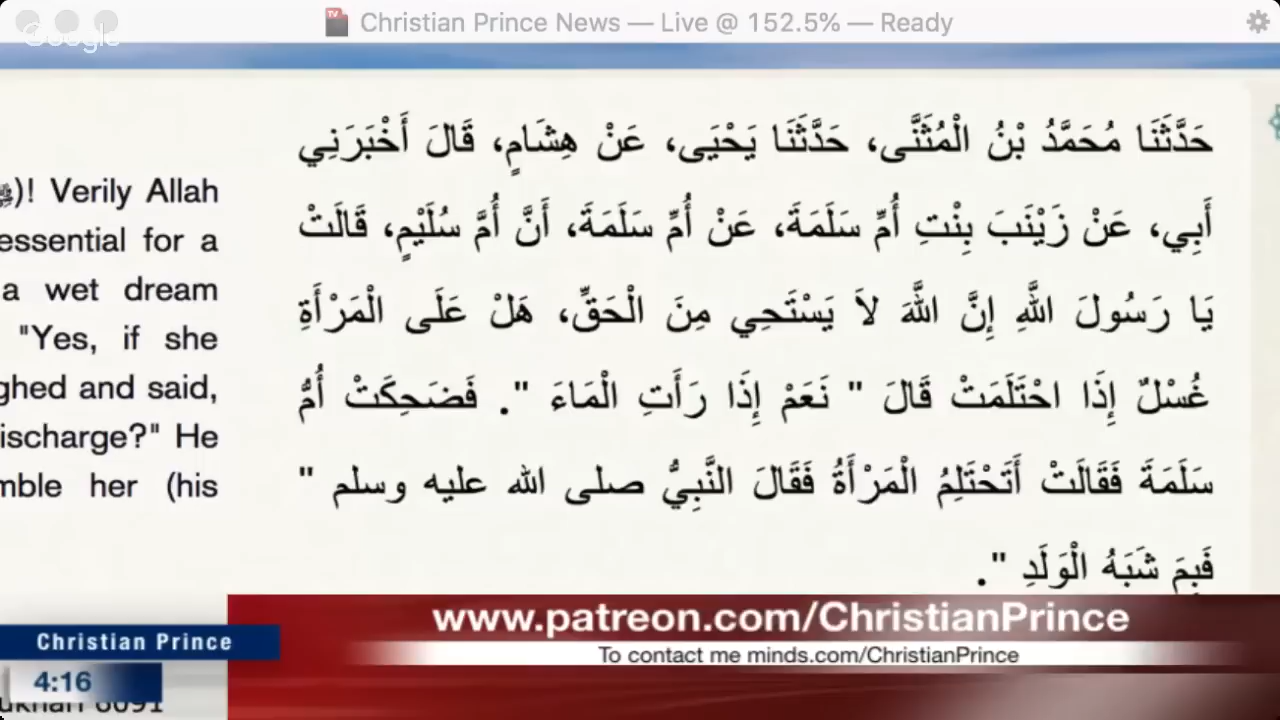 Christian Prince News — Live @ 152.5% — Ready
Google
حَدَّثَنَا مُحَمَّدُ بْنُ الْمُثَنَّى، حَدَّثَنَا يَحْيَى، عَنْ هِشَامٍ، قَالَ أَخْبَرَنِي
أَبِي، عَنْ زَيْنَبَ بِنْتِ أُمِّ سَلَمَةَ، عَنْ أُمِّ سَلَمَةَ، أَنَّ أُمَّ سُلَيْمٍ، قَالَتْ
يَا رَسُولَ اللَّهِ إِنَّ اللَّهَ لاَ يَسْتَحِي مِنَ الْحَقِّ، هَلْ عَلَى الْمَرْأَةِ
غُسْلٌ إِذَا احْتَلَمَتْ قَالَ ‏"‏ نَعَمْ إِذَا رَأَتِ الْمَاءَ ‏"‏‏.‏ فَضَحِكَتْ أُمُّ
سَلَمَةَ فَقَالَتْ أَتَحْتَلِمُ الْمَرْأَةُ فَقَالَ النَّبِيُّ صلى الله عليه وسلم ‏"‏
فَبِمَ شَبَهُ الْوَلَدِ ‏"‏‏.‏
)! Verily Allah
essential for a
a wet dream
"Yes, if she
ghed and said,
ischarge?" He
mble her (his
www.patreon.com/ChristianPrince
To contact me minds.com/ChristianPrince
Christian Prince
4:16